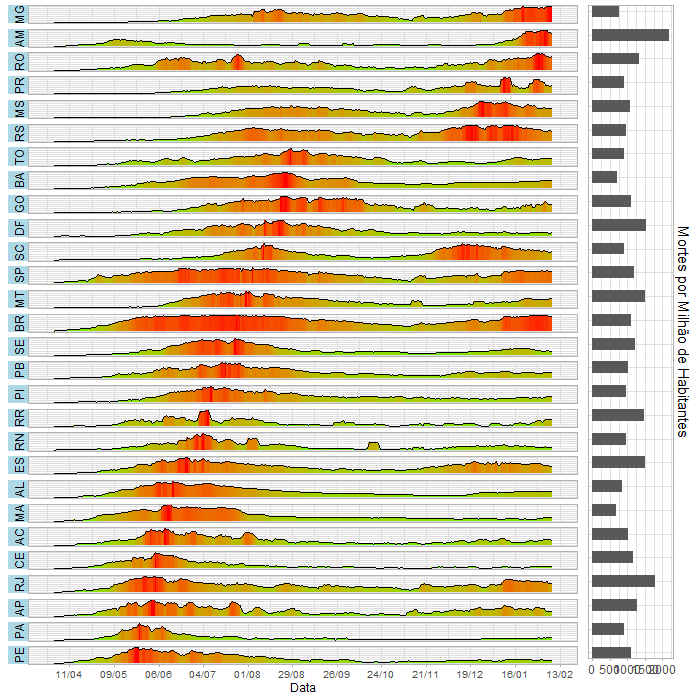 MG
AM
RO
PR
MS
RS
TO
BA
GO
DF
SC
SP
MT
BR
SE
PB
PI
RR
RN
ES
AL
MA
AC
CE
RJ
AP
PA
PE
11/04 09/05 06/06 04/07 01/08 29/08 26/09 24/10 21/11 19/12 16/01 13/02
Data
0 500 1000 1500 2000
Mortes por Milhão de Habitantes